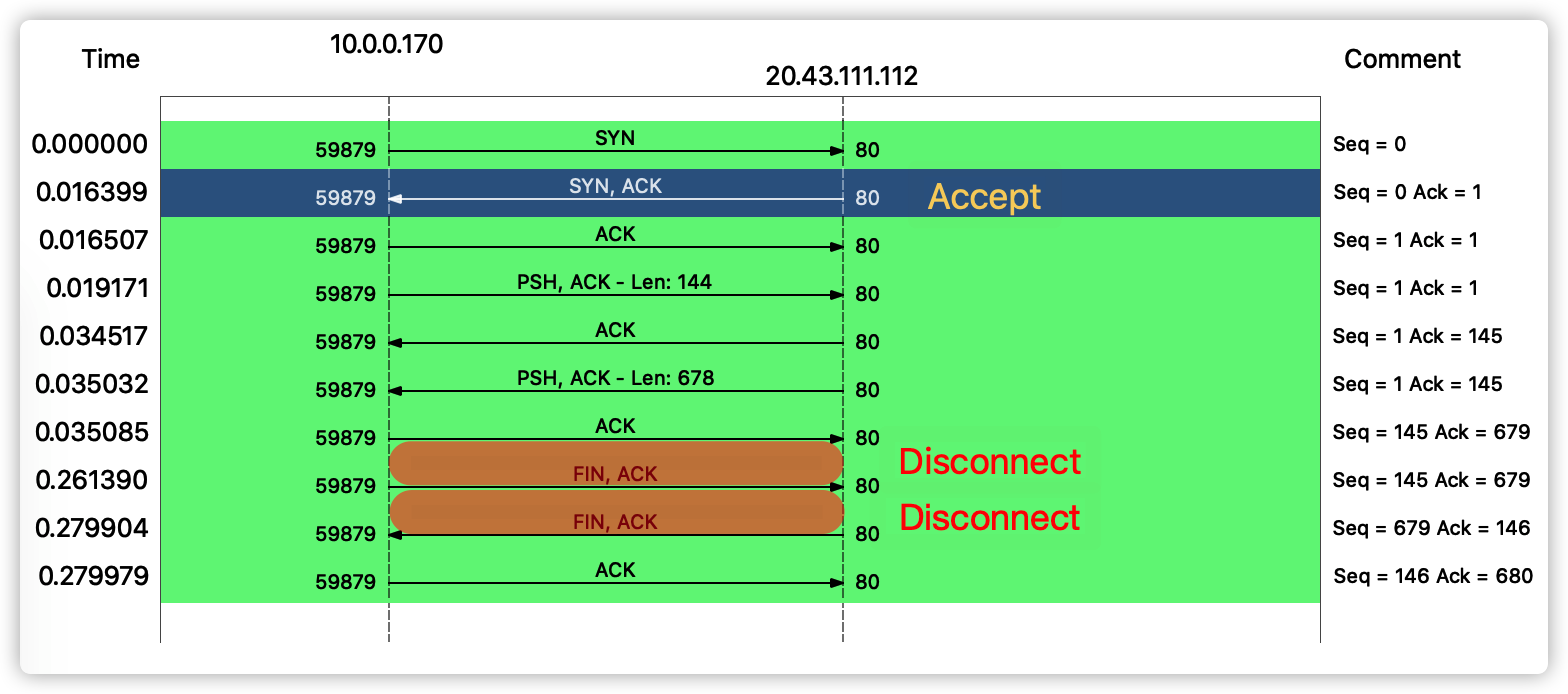 Time 10.0.0.170 20.43.111.112 Comment
0.000000 59879 SYN 80 Seq = 0
0.016399 59879 SYN, ACK 80 Accept Seq = 0 Ack = 1
0.016507 59879 ACK 80 Seq = 1 Ack = 1
0.019171 59879 PSH, ACK - Len: 144 80 Seq = 1 Ack = 1
0.034517 59879 ACK 80 Seq = 1 Ack = 145
0.035032 59879 PSH, ACK - Len: 678 80 Seq = 1 Ack = 145
0.035085 59879 ACK 80 Seq = 145 Ack = 679
0.261390 59879 FIN, ACK 80 Disconnect Seq = 145 Ack = 679
0.279904 59879 FIN, ACK 80 Disconnect Seq = 679 Ack = 146
0.279979 59879 ACK 80 Seq = 146 Ack = 680